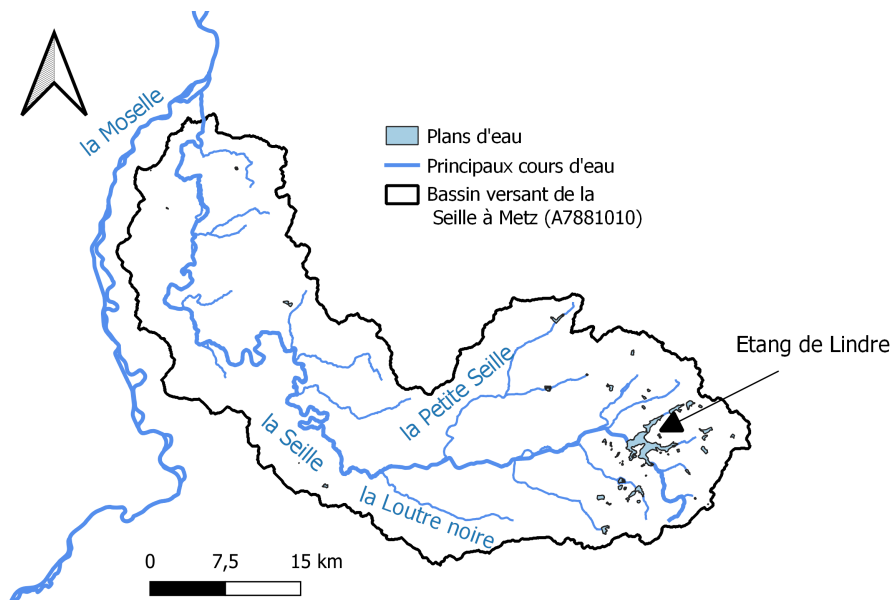 la Moselle
Plans d'eau
Principaux cours d'eau
Bassin versant de la
Seille à Metz (A7881010)
Etang de Lindre
la Petite Seille
la Seille
la Loutre noire
0 7,5 15 km